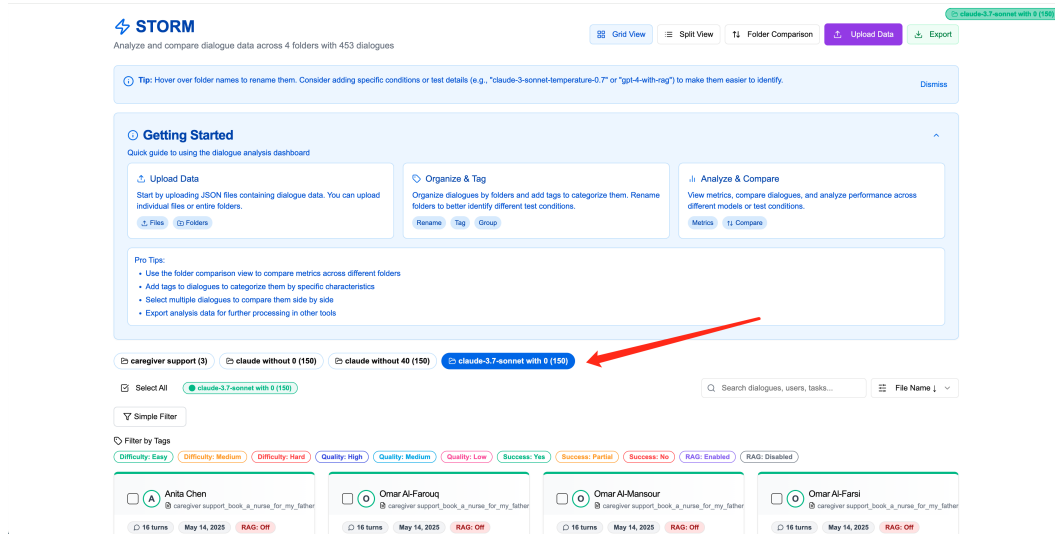 claude-3.7-sonnet with 0 (150)
STORM
Analyze and compare dialogue data across 4 folders with 453 dialogues
Grid View
Split View
Folder Comparison
Upload Data
Export
Tip: Hover over folder names to rename them. Consider adding specific conditions or test details (e.g., "claude-3-sonnet-temperature-0.7" or "gpt-4-with-rag") to make them easier to identify.
Dismiss
Getting Started
Quick guide to using the dialogue analysis dashboard
Upload Data
Start by uploading JSON files containing dialogue data. You can upload
individual files or entire folders.
Files
Folders
Organize & Tag
Organize dialogues by folders and add tags to categorize them. Rename
folders to better identify different test conditions.
Rename
Tag
Group
Analyze & Compare
View metrics, compare dialogues, and analyze performance across
different models or test conditions.
Metrics
Compare
Pro Tips:
• Use the folder comparison view to compare metrics across different folders
• Add tags to dialogues to categorize them by specific characteristics
• Select multiple dialogues to compare them side by side
• Export analysis data for further processing in other tools
caregiver support (3)
claude without 0 (150)
claude without 40 (150)
claude-3.7-sonnet with 0 (150)
Select All
claude-3.7-sonnet with 0 (150)
Search dialogues, users, tasks...
File Name ↓
Simple Filter
Filter by Tags
Difficulty: Easy
Difficulty: Medium
Difficulty: Hard
Quality: High
Quality: Medium
Quality: Low
Success: Yes
Success: Partial
Success: No
RAG: Enabled
RAG: Disabled
A
Anita Chen
caregiver support_book_a_nurse_for_my_father
16 turns
May 14, 2025
RAG: Off
O
Omar Al-Farouq
caregiver support_book_a_nurse_for_my_father
16 turns
May 14, 2025
RAG: Off
O
Omar Al-Mansour
caregiver support_book_a_nurse_for_my_father
16 turns
May 14, 2025
RAG: Off
O
Omar Al-Farsi
caregiver support_book_a_nurse_for_my_father
16 turns
May 14, 2025
RAG: Off